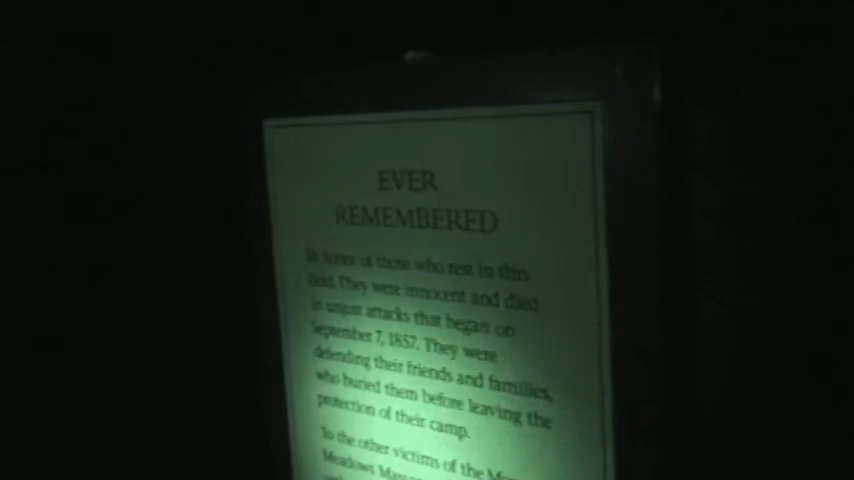 EVER
REMEMBERED
In honor of those who rest in this
field. They were innocent and died
in unjust attacks that began on
September 7, 1857. They were
defending their friends and families,
who buried them before leaving the
protection of their camp.
To the other victims of the
Meadows